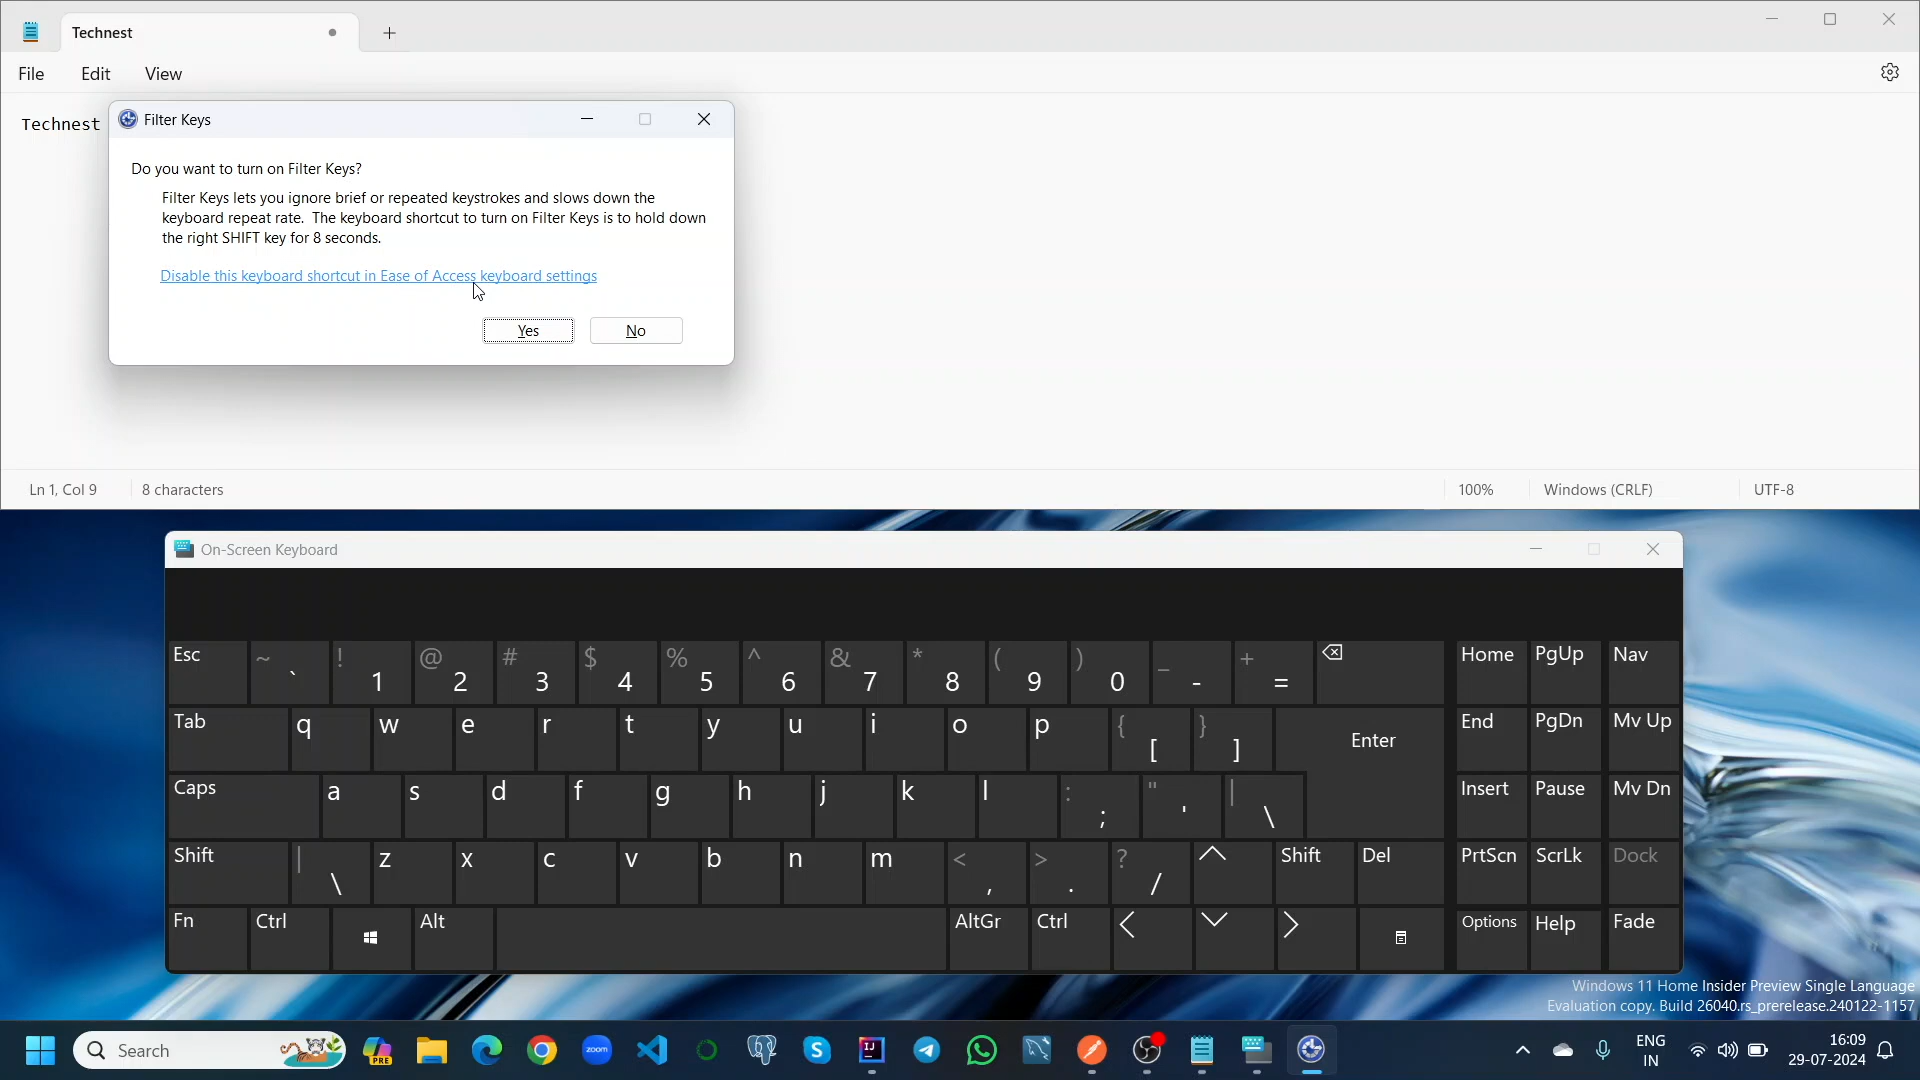 Technest
File Edit View
Technest
Filter Keys
Do you want to turn on Filter Keys?
Filter Keys lets you ignore brief or repeated keystrokes and slows down the
keyboard repeat rate.  The keyboard shortcut to turn on Filter Keys is to hold down
the right SHIFT key for 8 seconds.
Disable this keyboard shortcut in Ease of Access keyboard settings
Yes No
Ln 1, Col 9 8 characters 100% Windows (CRLF) UTF-8
On-Screen Keyboard
Esc ~ ` ! 1 @ 2 # 3 $ 4 % 5 ^ 6 & 7 * 8 ( 9 ) 0 _ - + = Home PgUp Nav
Tab q w e r t y u i o p { [ } ] Enter End PgDn Mv Up
Caps a s d f g h j k l : ; " ' | \ Insert Pause Mv Dn
Shift | \ z x c v b n m < , > . ? / Shift Del PrtScn ScrLk Dock
Fn Ctrl Alt AltGr Ctrl Options Help Fade
Windows 11 Home Insider Preview Single Language
Evaluation copy. Build 26040.rs_prerelease.240122-1157
Search PRE zoom IJ ENG IN 16:09
29-07-2024